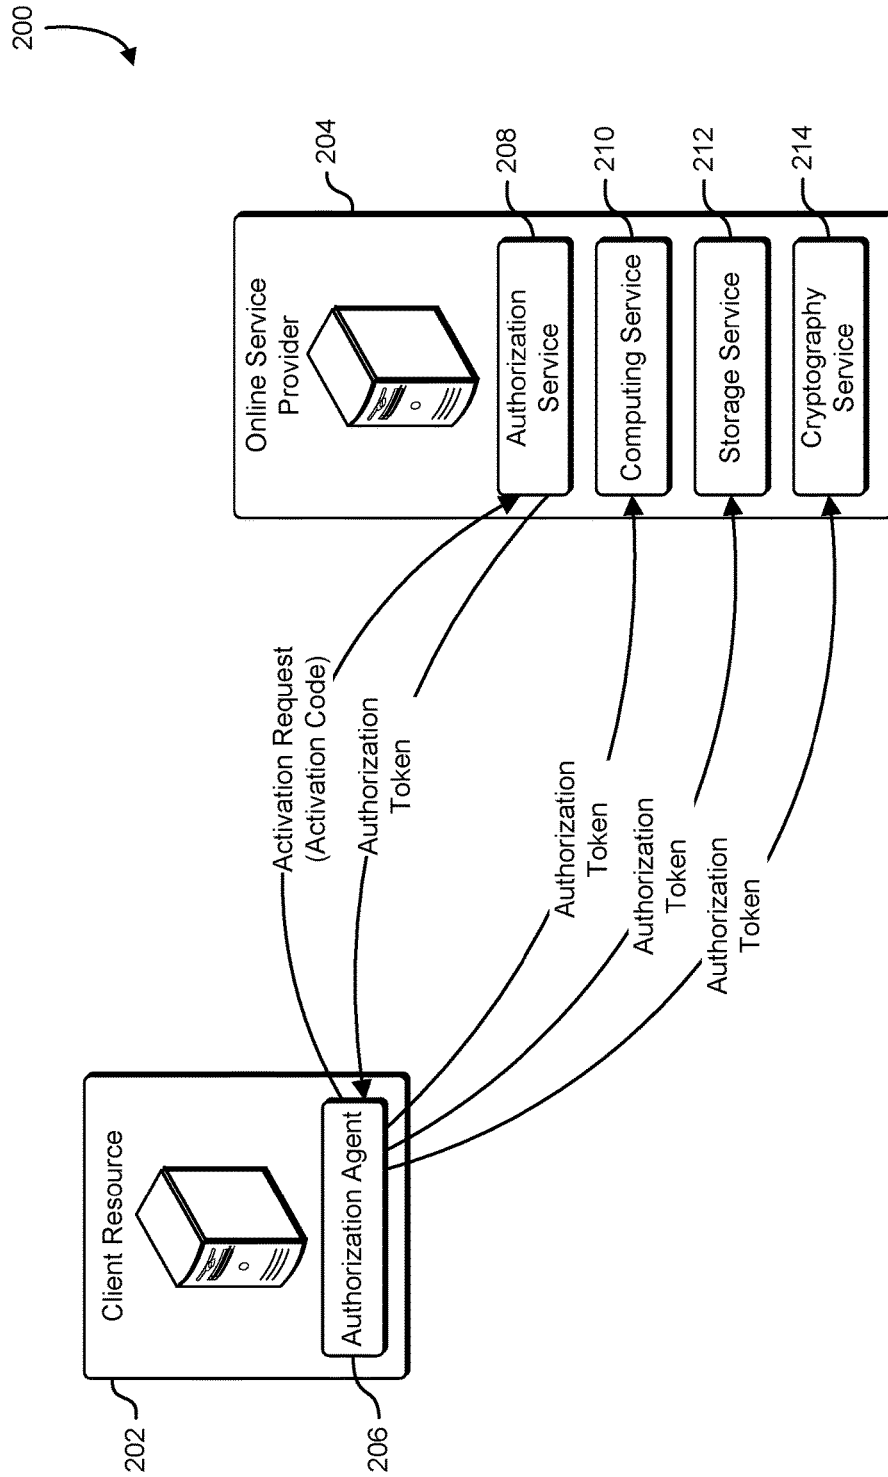 200
Client Resource
Authorization Agent
202
206
Activation Request
(Activation Code)
Authorization
Token
Authorization
Token
Authorization
Token
Authorization
Token
Online Service
Provider
Authorization
Service
Computing Service
Storage Service
Cryptography
Service
204
208
210
212
214